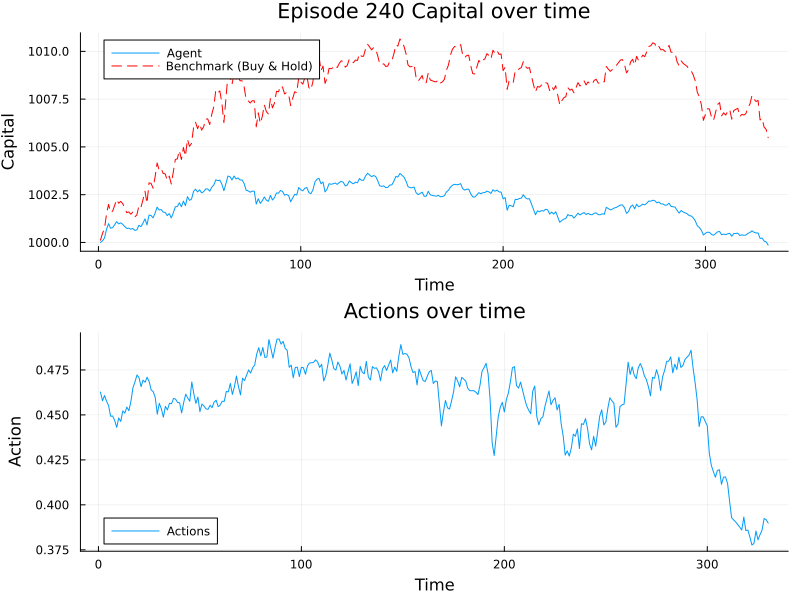 Episode 240 Capital over time
Agent
Benchmark (Buy & Hold)
1010.0
1007.5
1005.0
1002.5
1000.0
Capital
0 100 200 300
Time
Actions over time
0.475
0.450
0.425
0.400
0.375
Action
Actions
0 100 200 300
Time